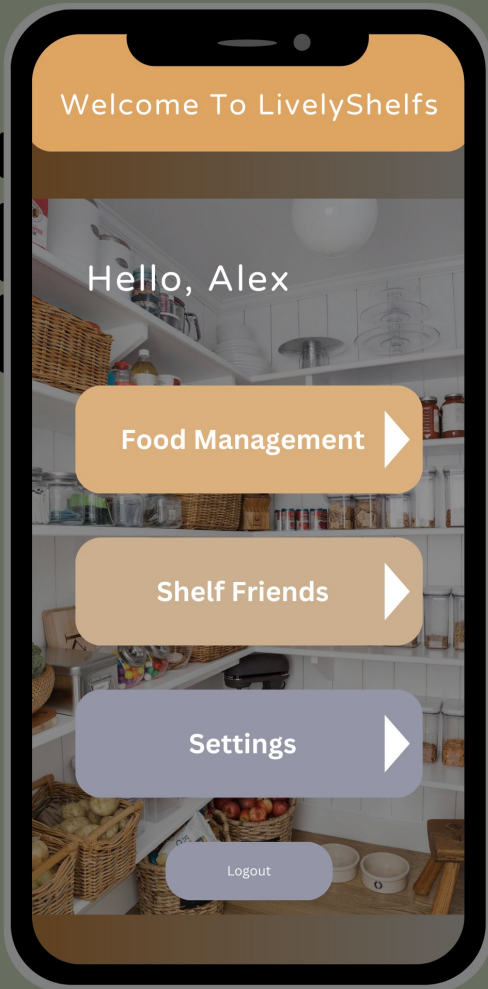 Welcome To LivelyShelfs
Hello, Alex
Food Management
Shelf Friends
Settings
Logout